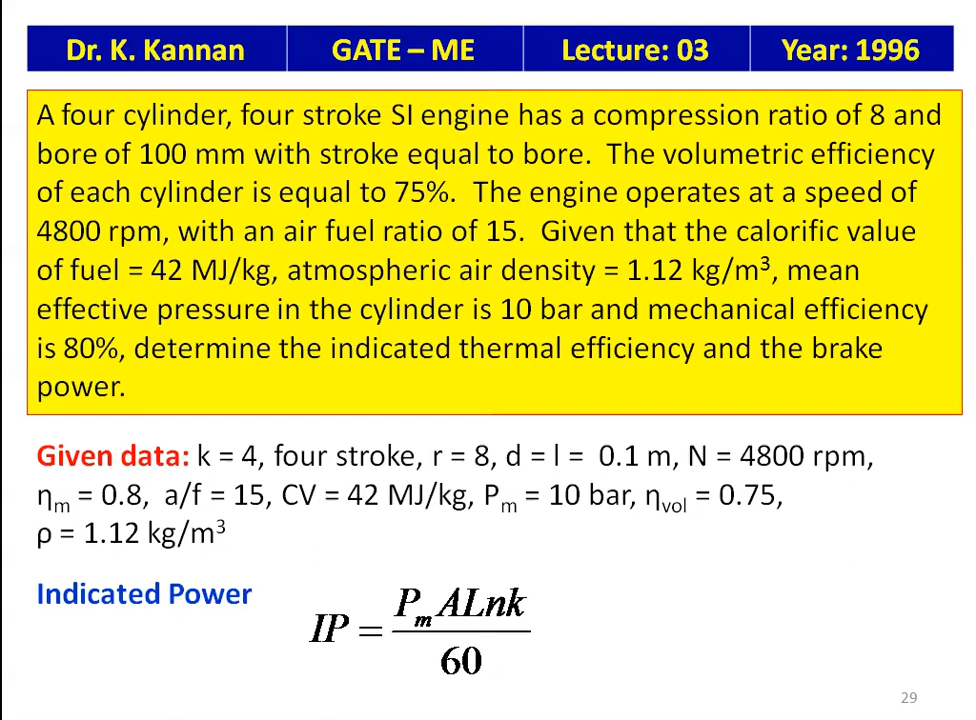 Dr. K. Kannan GATE – ME Lecture: 03 Year: 1996
A four cylinder, four stroke SI engine has a compression ratio of 8 and
bore of 100 mm with stroke equal to bore. The volumetric efficiency
of each cylinder is equal to 75%. The engine operates at a speed of
4800 rpm, with an air fuel ratio of 15. Given that the calorific value
of fuel = 42 MJ/kg, atmospheric air density = 1.12 kg/m³, mean
effective pressure in the cylinder is 10 bar and mechanical efficiency
is 80%, determine the indicated thermal efficiency and the brake
power.
Given data: k = 4, four stroke, r = 8, d = l = 0.1 m, N = 4800 rpm,
ηm = 0.8, a/f = 15, CV = 42 MJ/kg, Pm = 10 bar, ηvol = 0.75,
ρ = 1.12 kg/m³
Indicated Power
IP = PmALnk / 60
29